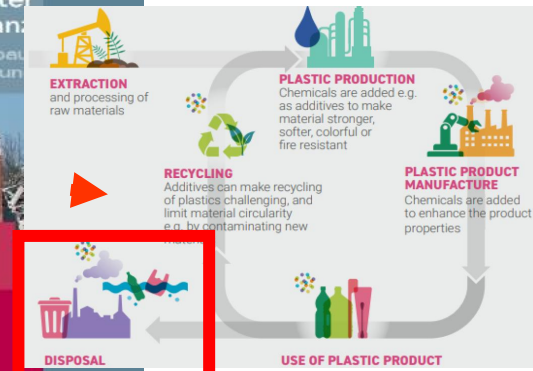 EXTRACTION
and processing of
raw materials
PLASTIC PRODUCTION
Chemicals are added e.g.
as additives to make
material stronger,
softer, colorful or
fire resistant
RECYCLING
Additives can make recycling
of plastics challenging, and
limit material circularity
e.g. by contaminating new
PLASTIC PRODUCT
MANUFACTURE
Chemicals are added
to enhance the product
properties
DISPOSAL
USE OF PLASTIC PRODUCT